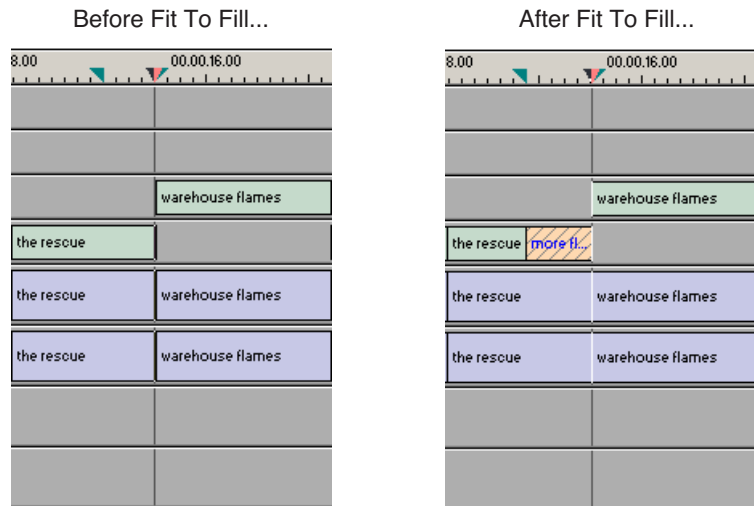 Before Fit To Fill...
8.00 00.00.16.00
warehouse flames
the rescue
the rescue warehouse flames
the rescue warehouse flames
After Fit To Fill...
8.00 00.00.16.00
warehouse flames
the rescue more fl...
the rescue warehouse flames
the rescue warehouse flames